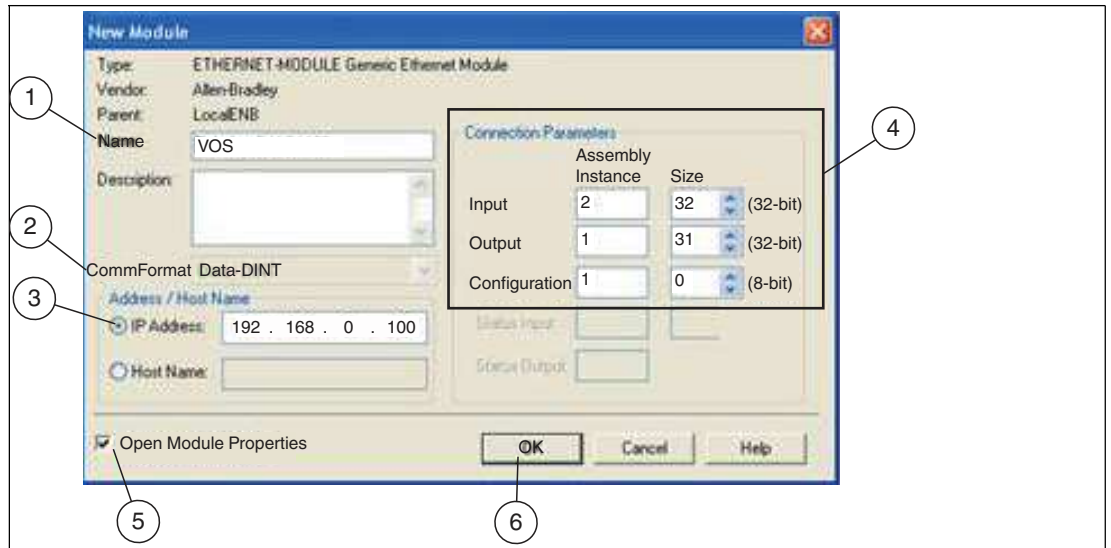 New Module
Type: ETHERNET-MODULE Generic Ethernet Module
Vendor: Allen-Bradley
Parent: LocalENB
Name VOS
Description:
CommFormat Data-DINT
Address / Host Name
IP Address: 192 . 168 . 0 . 100
Host Name:
Connection Parameters
Assembly
Instance Size
Input 2 32 (32-bit)
Output 1 31 (32-bit)
Configuration 1 0 (8-bit)
Status Input
Status Output
Open Module Properties
OK Cancel Help
1
2
3
4
5
6